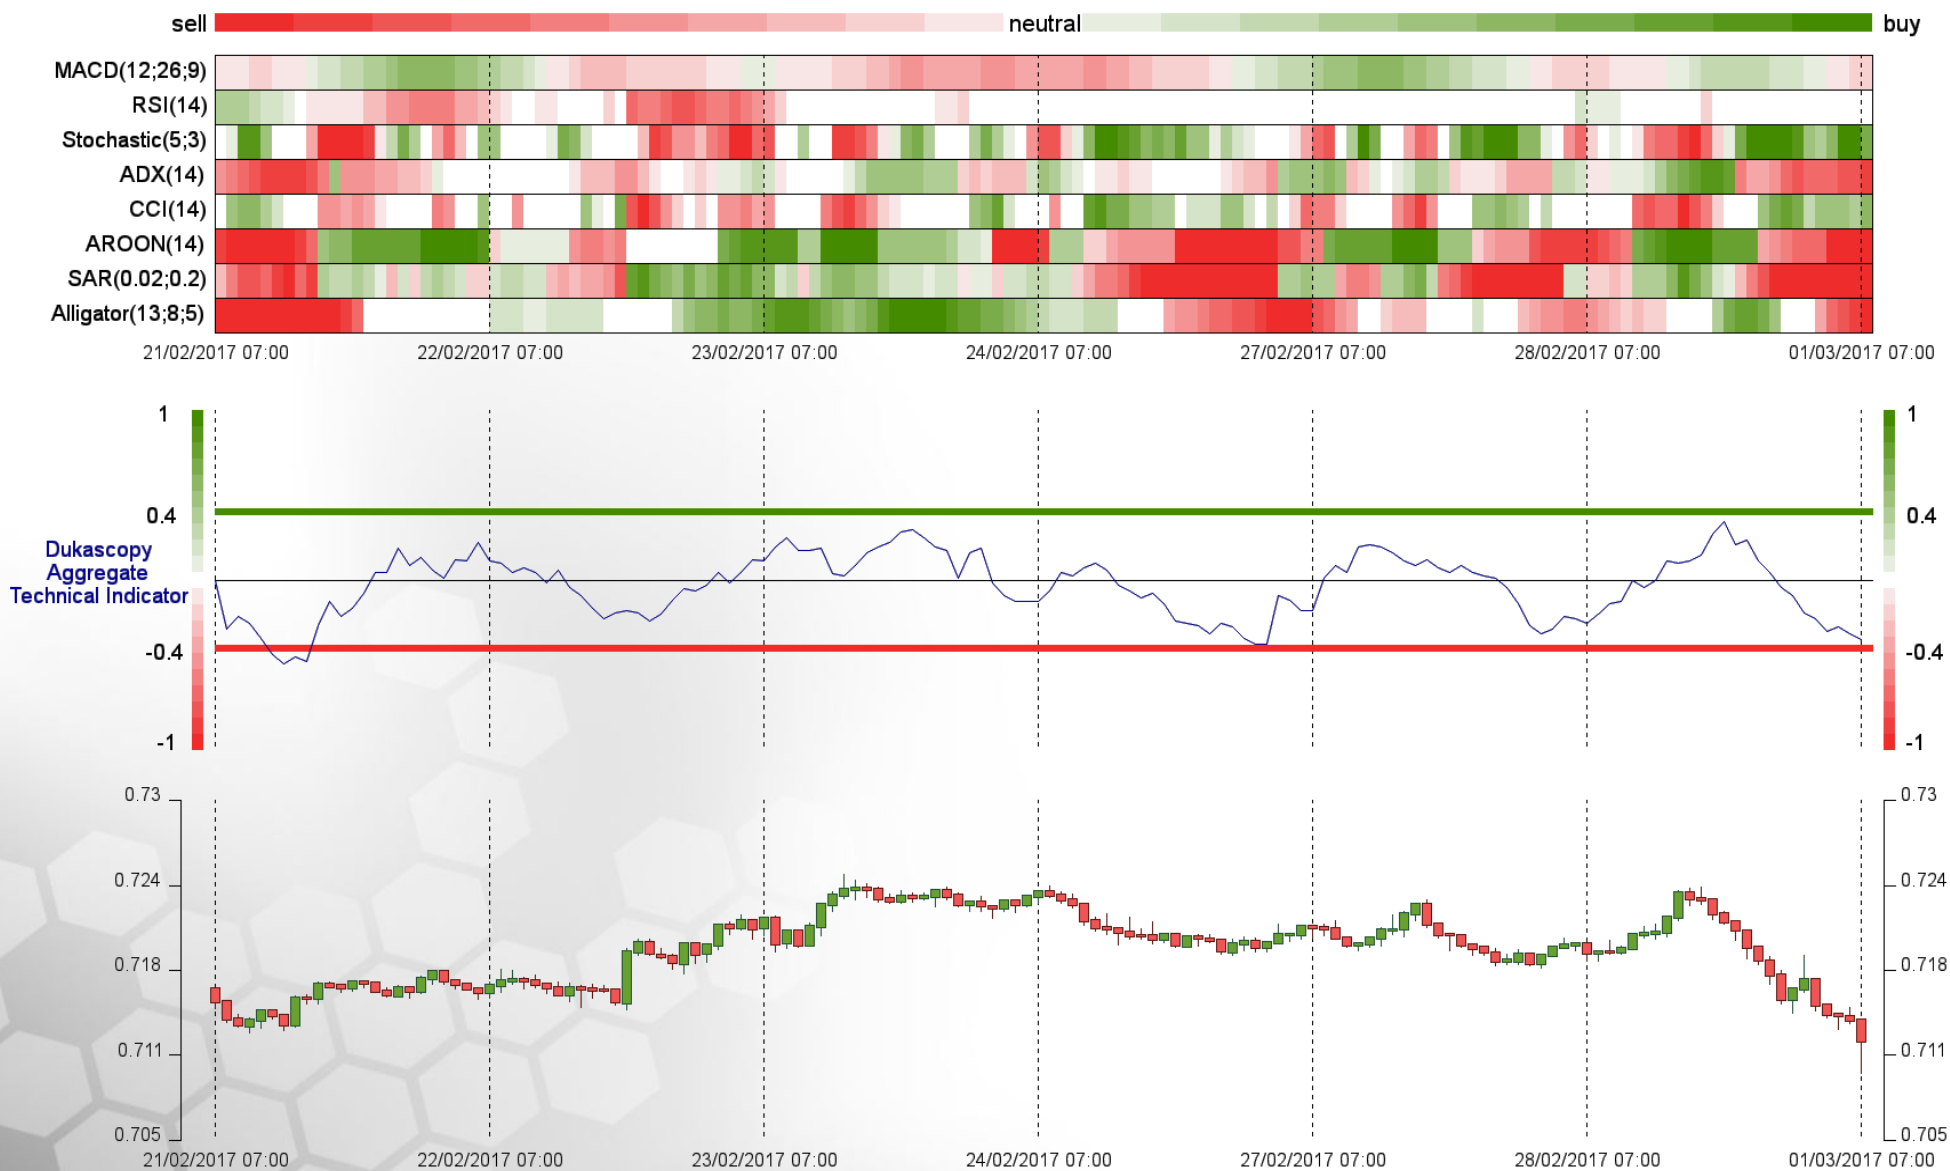 sell neutral buy
MACD(12;26;9)
RSI(14)
Stochastic(5;3)
ADX(14)
CCI(14)
AROON(14)
SAR(0.02;0.2)
Alligator(13;8;5)
21/02/2017 07:00 22/02/2017 07:00 23/02/2017 07:00 24/02/2017 07:00 27/02/2017 07:00 28/02/2017 07:00 01/03/2017 07:00
1 1
0.4 0.4
Dukascopy
Aggregate
Technical Indicator
-0.4 -0.4
-1 -1
0.73 0.73
0.724 0.724
0.718 0.718
0.711 0.711
0.705 0.705
21/02/2017 07:00 22/02/2017 07:00 23/02/2017 07:00 24/02/2017 07:00 27/02/2017 07:00 28/02/2017 07:00 01/03/2017 07:00